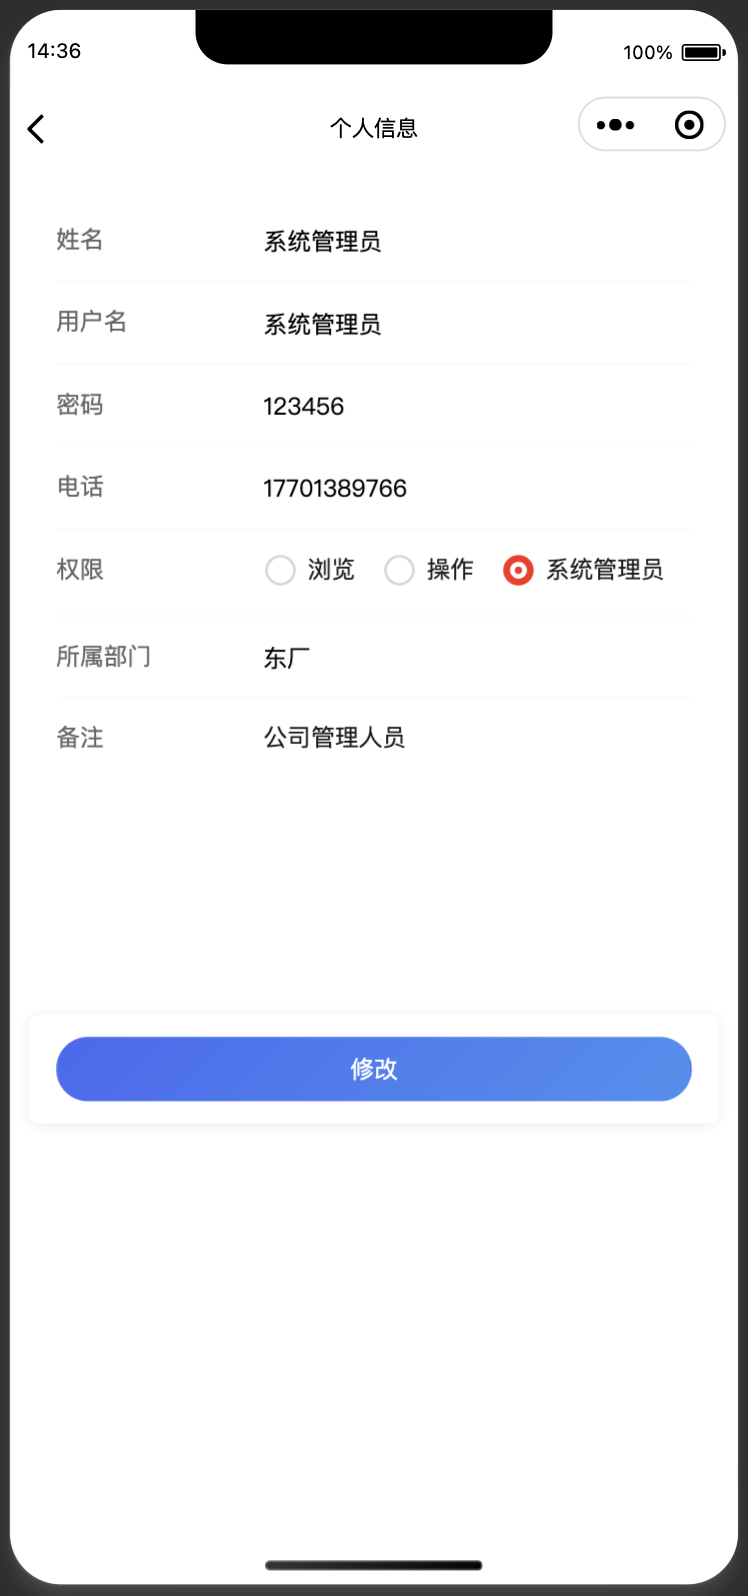 14:36
100%
个人信息
姓名 系统管理员
用户名 系统管理员
密码 123456
电话 17701389766
权限 浏览 操作 系统管理员
所属部门 东厂
备注 公司管理人员
修改